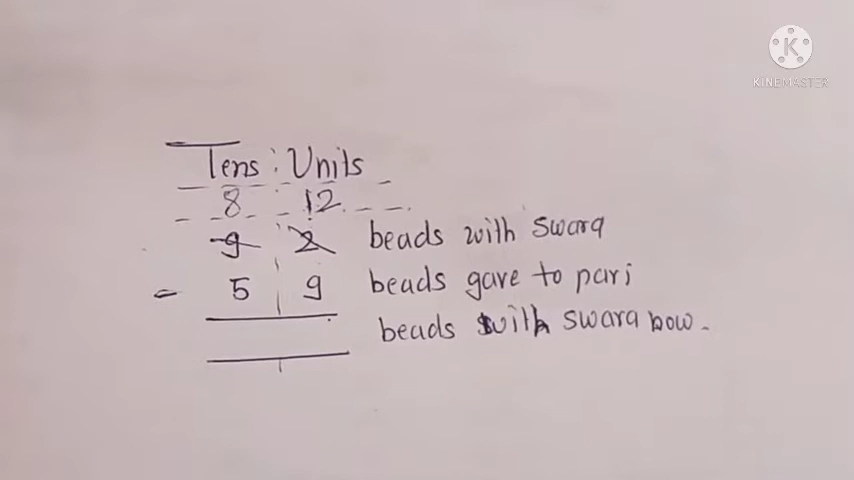 KINEMASTER
Tens Units
8 12
9 2 beads with swara
- 5 9 beads gave to pari
beads with swara now.